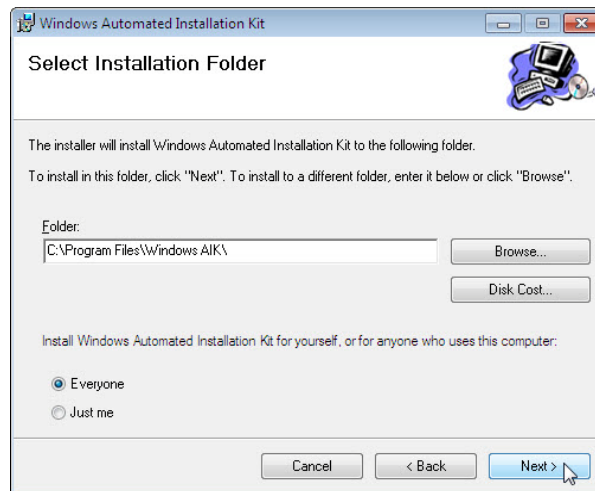 Windows Automated Installation Kit
Select Installation Folder
The installer will install Windows Automated Installation Kit to the following folder.
To install in this folder, click "Next". To install to a different folder, enter it below or click "Browse".
Folder:
C:\Program Files\Windows AIK\
Browse...
Disk Cost...
Install Windows Automated Installation Kit for yourself, or for anyone who uses this computer:
Everyone
Just me
Cancel
< Back
Next >